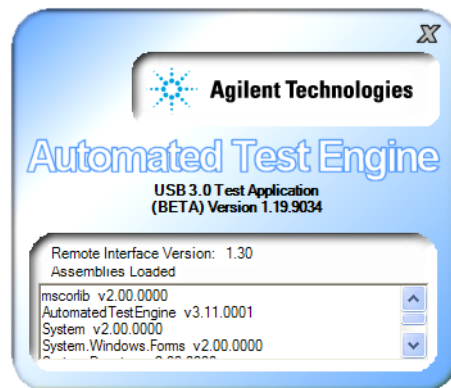 X
Agilent Technologies
Automated Test Engine
USB 3.0 Test Application
(BETA) Version 1.19.9034
Remote Interface Version: 1.30
Assemblies Loaded
mscorlib v2.00.0000
AutomatedTestEngine v3.11.0001
System v2.00.0000
System.Windows.Forms v2.00.0000